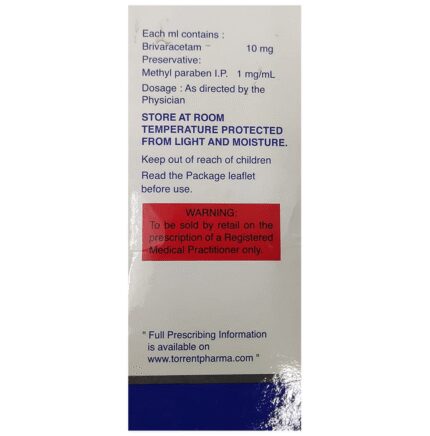 Each ml contains :
Brivaracetam 10 mg
Preservative:
Methyl paraben I.P. 1 mg/mL
Dosage : As directed by the
Physician
STORE AT ROOM
TEMPERATURE PROTECTED
FROM LIGHT AND MOISTURE.
Keep out of reach of children
Read the Package leaflet
before use.
WARNING:
To be sold by retail on the
prescription of a Registered
Medical Practitioner only.
" Full Prescribing Information
is available on
www.torrentpharma.com "